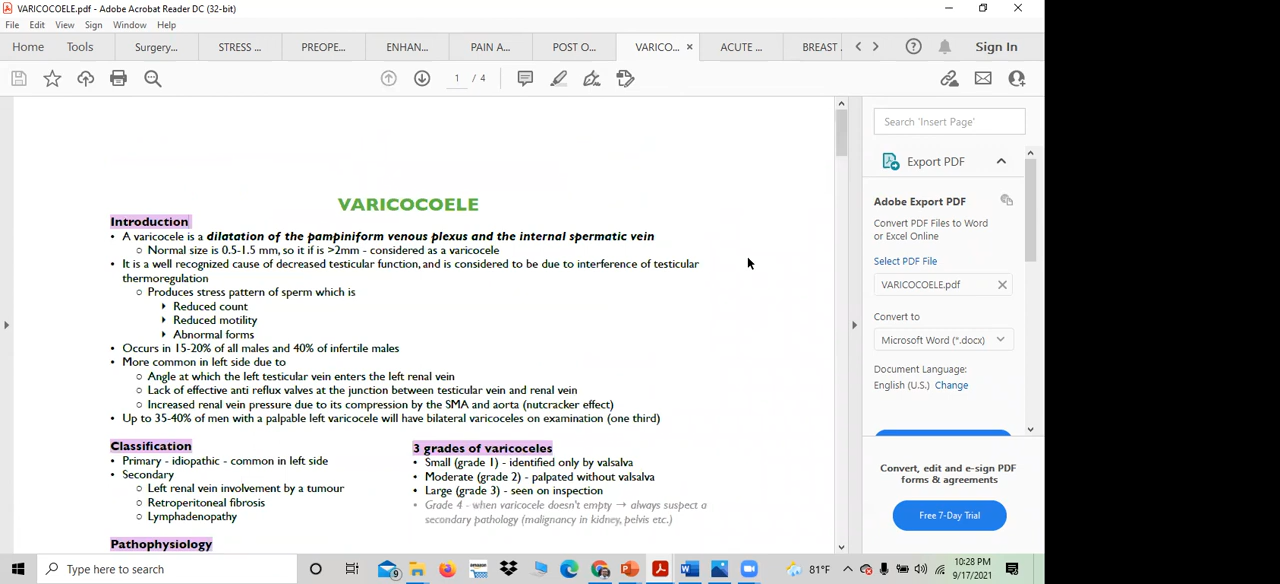 VARICOCOELE.pdf - Adobe Acrobat Reader DC (32-bit)
File Edit View Sign Window Help
Home Tools Surgery... STRESS ... PREOPE... ENHAN... PAIN A... POST O... VARICO... × ACUTE ... BREAST Sign In
1 / 4
VARICOCOELE
Introduction
• A varicocele is a dilatation of the pampiniform venous plexus and the internal spermatic vein
○ Normal size is 0.5-1.5 mm, so it if is >2mm - considered as a varicocele
• It is a well recognized cause of decreased testicular function, and is considered to be due to interference of testicular
thermoregulation
○ Produces stress pattern of sperm which is
‣ Reduced count
‣ Reduced motility
‣ Abnormal forms
• Occurs in 15-20% of all males and 40% of infertile males
• More common in left side due to
○ Angle at which the left testicular vein enters the left renal vein
○ Lack of effective anti reflux valves at the junction between testicular vein and renal vein
○ Increased renal vein pressure due to its compression by the SMA and aorta (nutcracker effect)
• Up to 35-40% of men with a palpable left varicocele will have bilateral varicoceles on examination (one third)
Classification
• Primary - idiopathic - common in left side
• Secondary
○ Left renal vein involvement by a tumour
○ Retroperitoneal fibrosis
○ Lymphadenopathy
3 grades of varicoceles
• Small (grade 1) - identified only by valsalva
• Moderate (grade 2) - palpated without valsalva
• Large (grade 3) - seen on inspection
• Grade 4 - when varicocele doesn't empty → always suspect a
secondary pathology (malignancy in kidney, pelvis etc.)
Pathophysiology
Search 'Insert Page'
Export PDF
Adobe Export PDF
Convert PDF Files to Word
or Excel Online
Select PDF File
VARICOCOELE.pdf ×
Convert to
Microsoft Word (*.docx)
Document Language:
English (U.S.) Change
Convert, edit and e-sign PDF
forms & agreements
Free 7-Day Trial
Type here to search
9
81°F
10:28 PM
9/17/2021